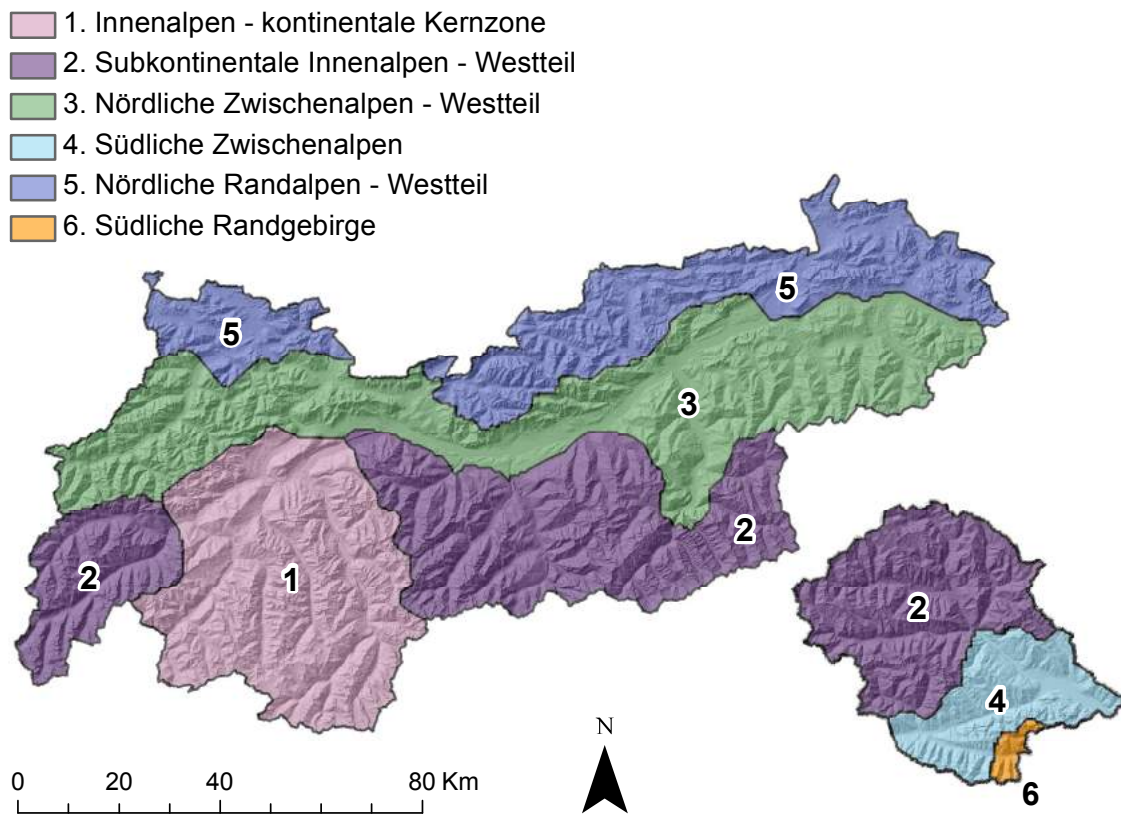 1. Innenalpen - kontinentale Kernzone
2. Subkontinentale Innenalpen - Westteil
3. Nördliche Zwischenalpen - Westteil
4. Südliche Zwischenalpen
5. Nördliche Randalpen - Westteil
6. Südliche Randgebirge
5
5
3
2
2
1
2
4
N
0 20 40 80 Km
6